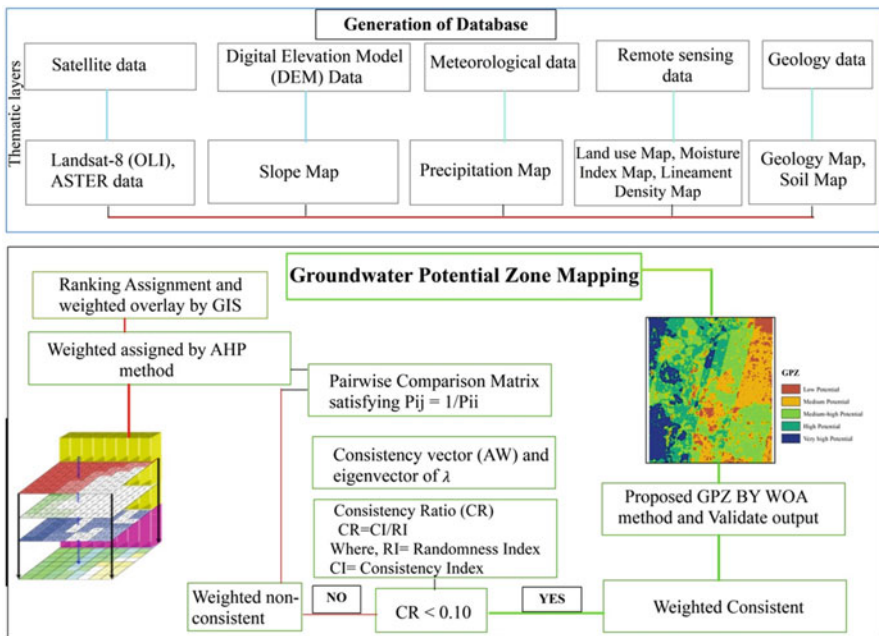 Generation of Database
Thematic layers
Satellite data
Digital Elevation Model
(DEM) Data
Meteorological data
Remote sensing
data
Geology data
Landsat-8 (OLI),
ASTER data
Slope Map
Precipitation Map
Land use Map, Moisture
Index Map, Lineament
Density Map
Geology Map,
Soil Map
Groundwater Potential Zone Mapping
Ranking Assignment and
weighted overlay by GIS
Weighted assigned by AHP
method
Pairwise Comparison Matrix
satisfying Pij = 1/Pii
Consistency vector (AW) and
eigenvector of λ
Consistency Ratio (CR)
CR=CI/RI
Where, RI= Randomness Index
CI= Consistency Index
Weighted non-
consistent
NO
CR < 0.10
YES
Weighted Consistent
Proposed GPZ BY WOA
method and Validate output
GPZ
Low Potential
Medium Potential
Medium-high Potential
High Potential
Very high Potential